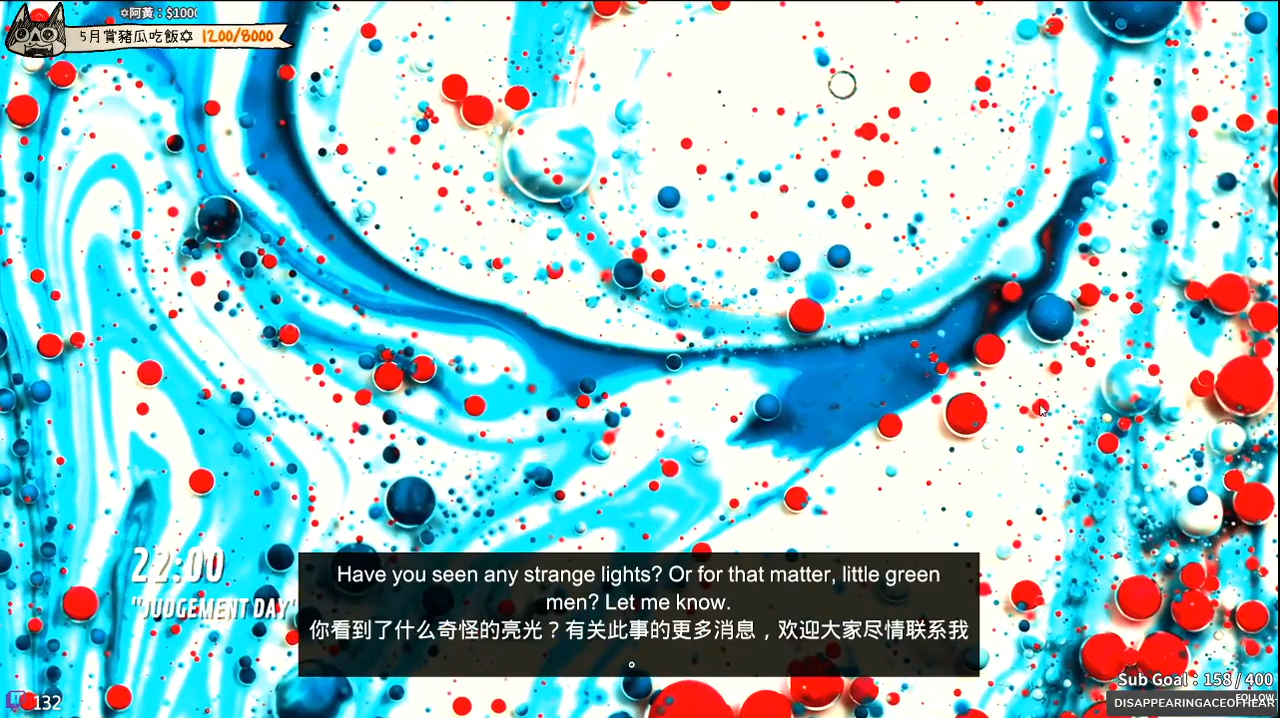 ✡阿黃：$100
5月賞豬瓜吃飯✡ 1200/8000
22:00
"JUDGEMENT DAY"
Have you seen any strange lights? Or for that matter, little green
men? Let me know.
你看到了什么奇怪的亮光？有关此事的更多消息，欢迎大家尽情联系我
。
132
Sub Goal : 158 / 400
FOLLOW
DISAPPEARINGACEOFHEAR